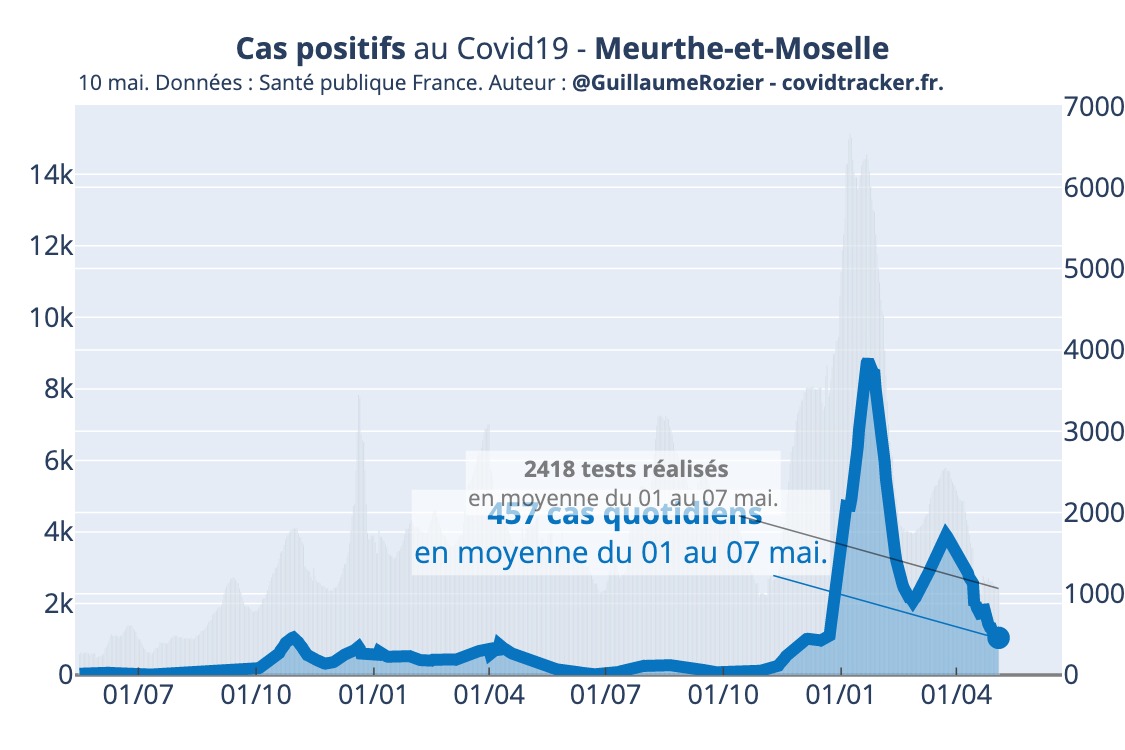 Cas positifs au Covid19 - Meurthe-et-Moselle
10 mai. Données : Santé publique France. Auteur : @GuillaumeRozier - covidtracker.fr.
7000
14k
6000
12k
5000
10k
4000
8k
3000
6k
2418 tests réalisés
en moyenne du 01 au 07 mai.
457 cas quotidiens
en moyenne du 01 au 07 mai.
4k
2000
2k
1000
0
0
01/07 01/10 01/01 01/04 01/07 01/10 01/01 01/04